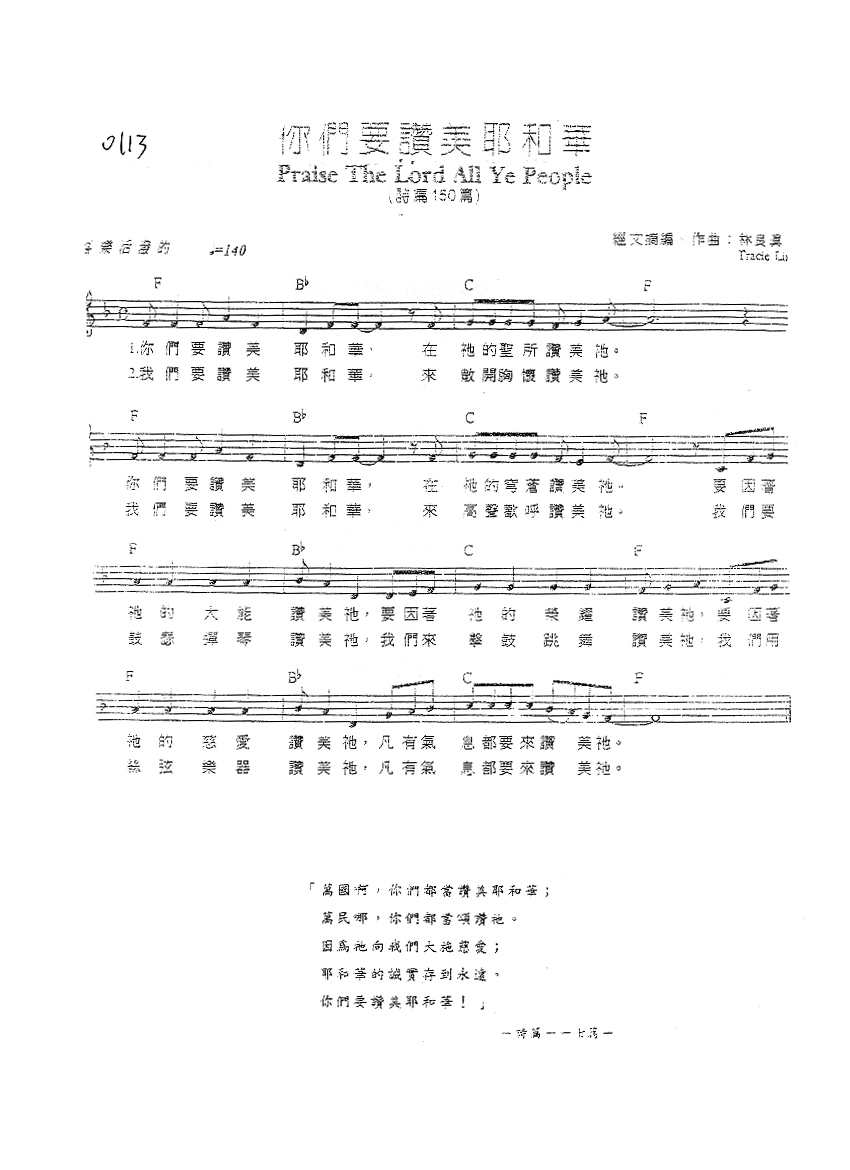 0113
你們要讚美耶和華
Praise The Lord All Ye People
(詩篇150篇)
喜樂活潑的 ♩=140
經文摘編、作曲：林良真
Tracie
F B♭ C F
1.你們要讚美 耶和華， 在 祂的聖所讚美祂。
2.我們要讚美 耶和華， 來 敞開胸懷讚美祂。
F B♭ C F
你們要讚美 耶和華， 在 祂的穹蒼讚美祂。 要因著
我們要讚美 耶和華， 來 高聲歡呼讚美祂。 我們要
F B♭ C F
祂的大能 讚美祂，要因著 祂的榮耀 讚美祂，要因著
鼓瑟彈琴 讚美祂，我們來 擊鼓跳舞 讚美祂，我們用
F B♭ C F
祂的慈愛 讚美祂，凡有氣 息都要來讚 美祂。
絲弦樂器 讚美祂，凡有氣 息都要來讚 美祂。
「萬國啊，你們都當讚美耶和華；
萬民哪，你們都當頌讚祂。
因為祂向我們大施慈愛；
耶和華的誠實存到永遠。
你們要讚美耶和華！」
—詩篇一一七篇—